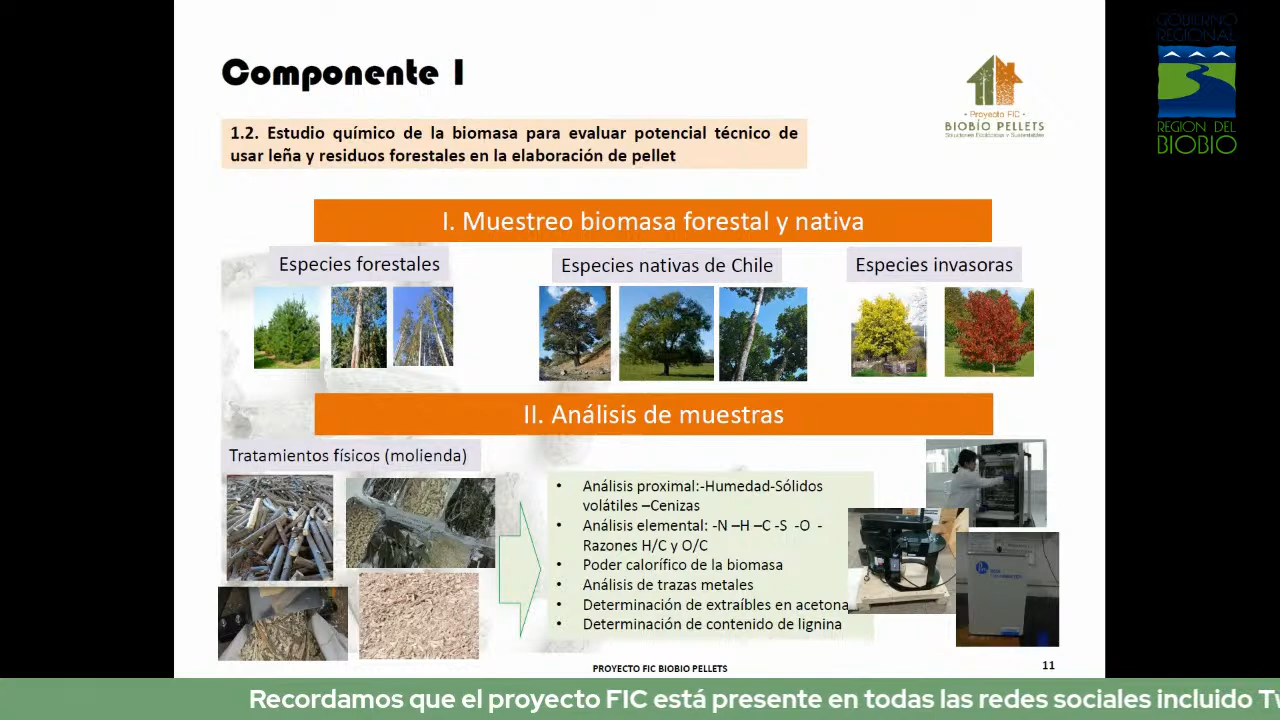 Componente 1
GOBIERNO
REGIONAL
REGION DEL
BIOBIO
· Proyecto FIC ·
BIOBÍO PELLETS
1.2. Estudio químico de la biomasa para evaluar potencial técnico de
usar leña y residuos forestales en la elaboración de pellet
I. Muestreo biomasa forestal y nativa
Especies forestales
Especies nativas de Chile
Especies invasoras
II. Análisis de muestras
Tratamientos físicos (molienda)
• Análisis proximal:-Humedad-Sólidos
volátiles –Cenizas
• Análisis elemental: -N –H –C -S -O -
Razones H/C y O/C
• Poder calorífico de la biomasa
• Análisis de trazas metales
• Determinación de extraíbles en acetona
• Determinación de contenido de lignina
PROYECTO FIC BIOBIO PELLETS
11
Recordamos que el proyecto FIC está presente en todas las redes sociales incluido Tw